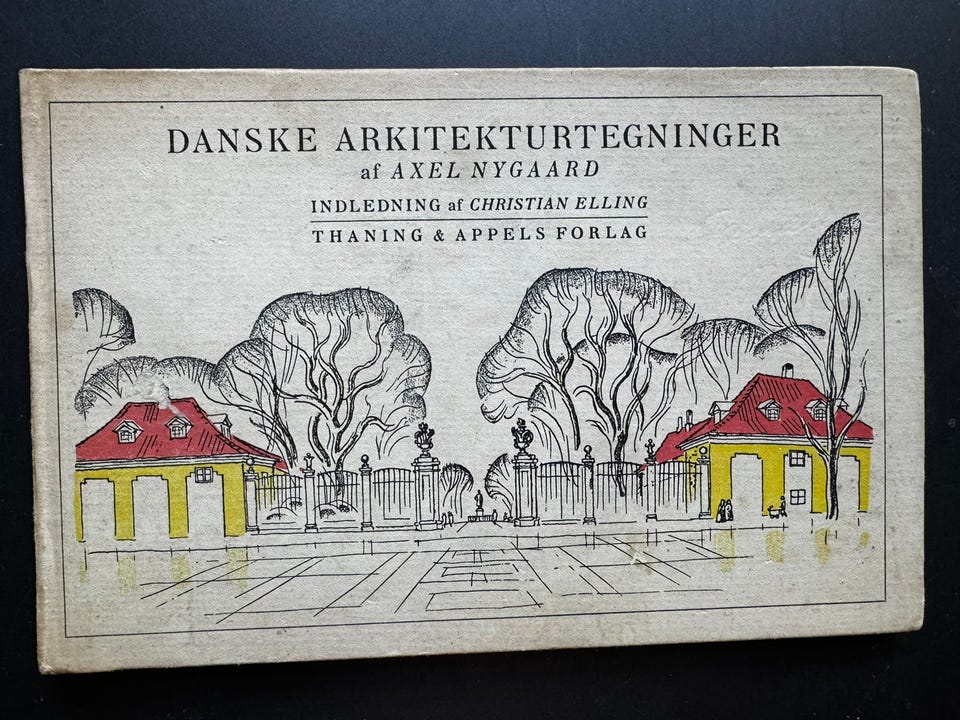 DANSKE ARKITEKTURTEGNINGER
af AXEL NYGAARD
INDLEDNING af CHRISTIAN ELLING
THANING & APPELS FORLAG